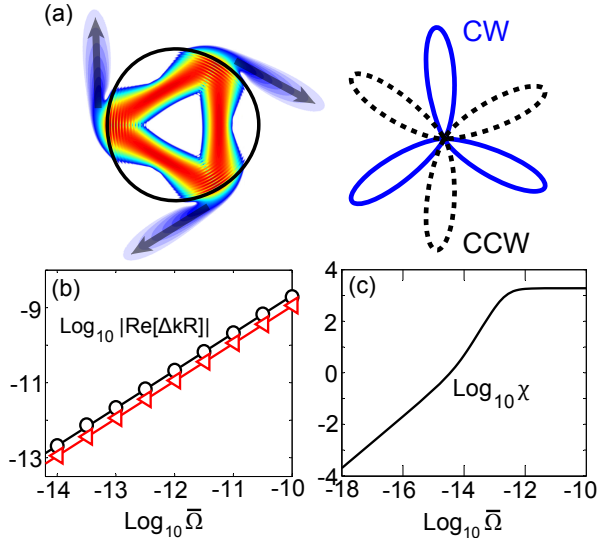 (a)
CW
CCW
(b)
-9
-11
-13
Log₁₀ |Re[ΔkR]|
-14 -13 -12 -11 -10
Log₁₀ Ω̄
(c)
4
2
0
-2
-4
Log₁₀ χ
-18 -16 -14 -12 -10
Log₁₀ Ω̄